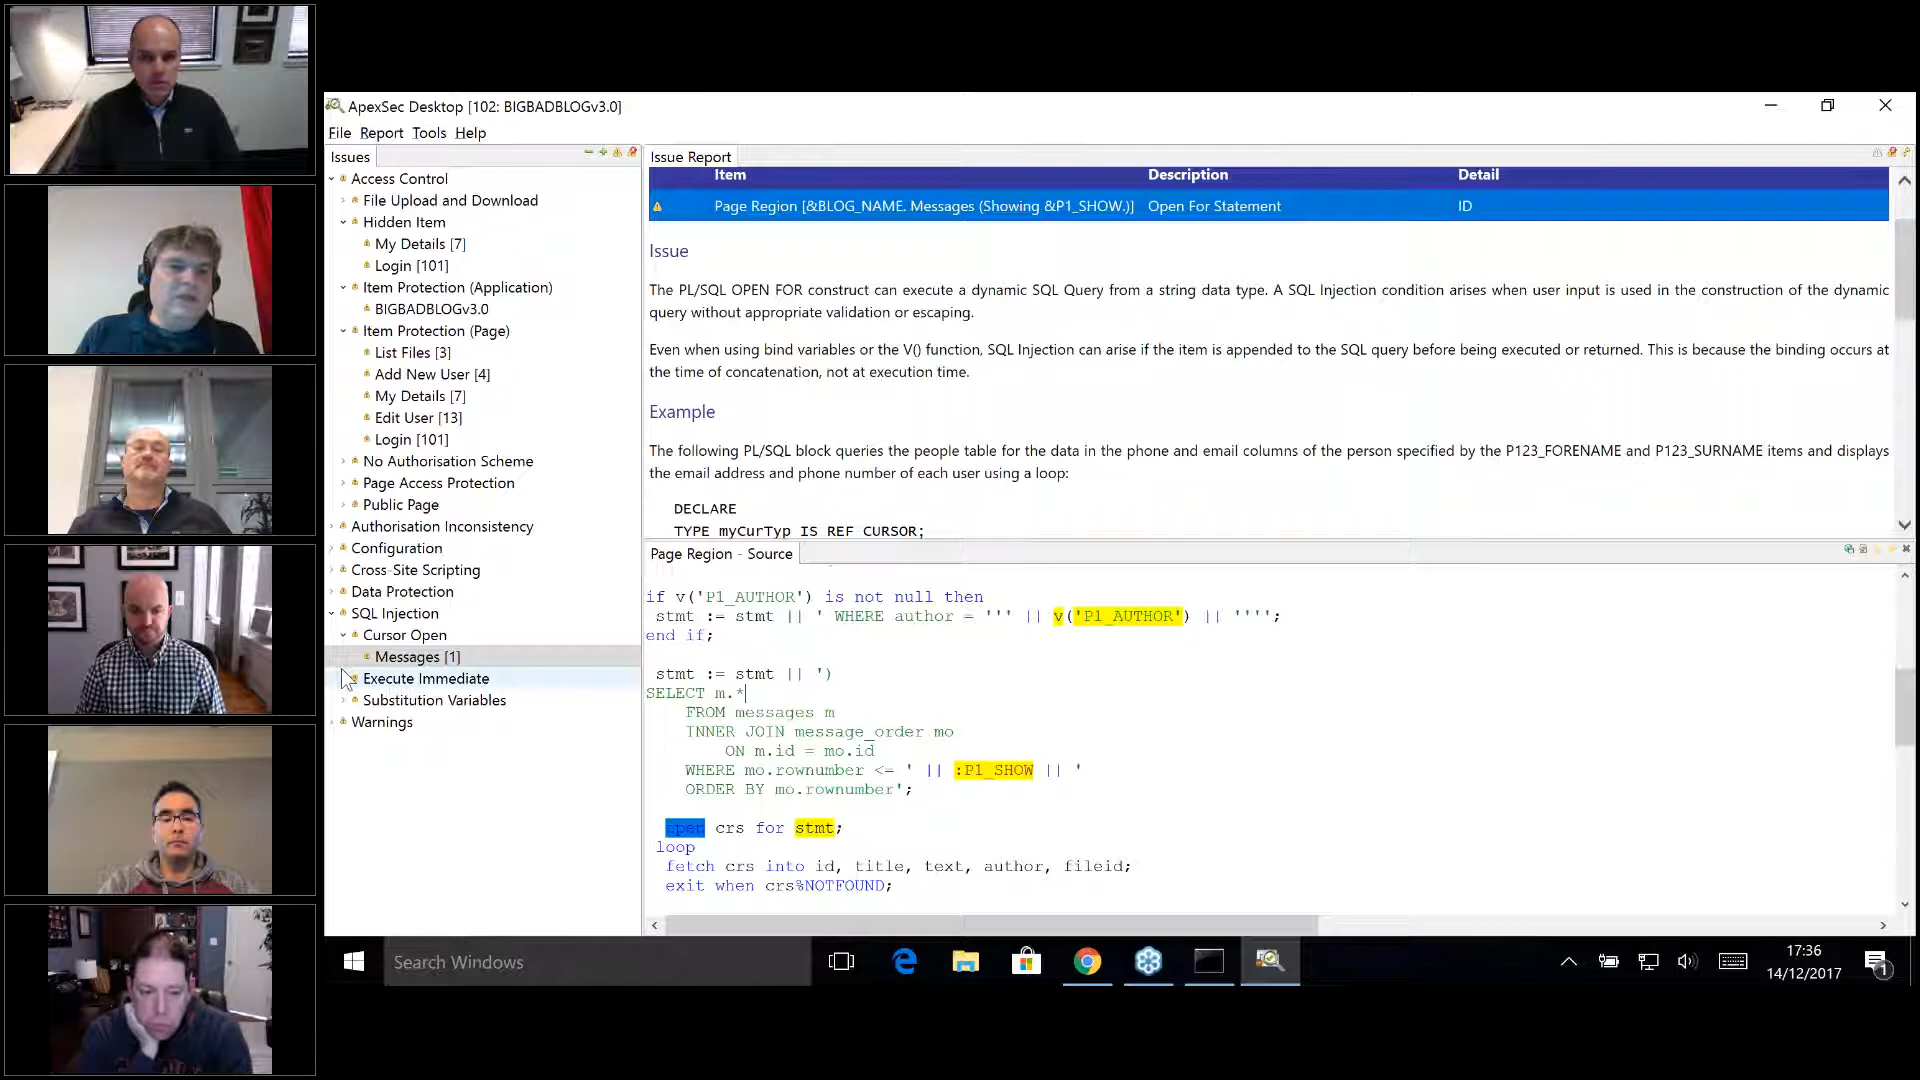 ApexSec Desktop [102: BIGBADBLOGv3.0]
File Report Tools Help
Issues
Access Control
File Upload and Download
Hidden Item
My Details [7]
Login [101]
Item Protection (Application)
BIGBADBLOGv3.0
Item Protection (Page)
List Files [3]
Add New User [4]
My Details [7]
Edit User [13]
Login [101]
No Authorisation Scheme
Page Access Protection
Public Page
Authorisation Inconsistency
Configuration
Cross-Site Scripting
Data Protection
SQL Injection
Cursor Open
Messages [1]
Execute Immediate
Substitution Variables
Warnings
Issue Report
Item Description Detail
Page Region [&BLOG_NAME. Messages (Showing &P1_SHOW.)] Open For Statement ID
Issue
The PL/SQL OPEN FOR construct can execute a dynamic SQL Query from a string data type. A SQL Injection condition arises when user input is used in the construction of the dynamic
query without appropriate validation or escaping.
Even when using bind variables or the V() function, SQL Injection can arise if the item is appended to the SQL query before being executed or returned. This is because the binding occurs at
the time of concatenation, not at execution time.
Example
The following PL/SQL block queries the people table for the data in the phone and email columns of the person specified by the P123_FORENAME and P123_SURNAME items and displays
the email address and phone number of each user using a loop:
DECLARE
TYPE myCurTyp IS REF CURSOR;
Page Region - Source
if v('P1_AUTHOR') is not null then
stmt := stmt || ' WHERE author = ''' || v('P1_AUTHOR') || '''';
end if;
stmt := stmt || ')
SELECT m.*
FROM messages m
INNER JOIN message_order mo
ON m.id = mo.id
WHERE mo.rownumber <= ' || :P1_SHOW || '
ORDER BY mo.rownumber';
open crs for stmt;
loop
fetch crs into id, title, text, author, fileid;
exit when crs%NOTFOUND;
Search Windows
17:36
14/12/2017
1